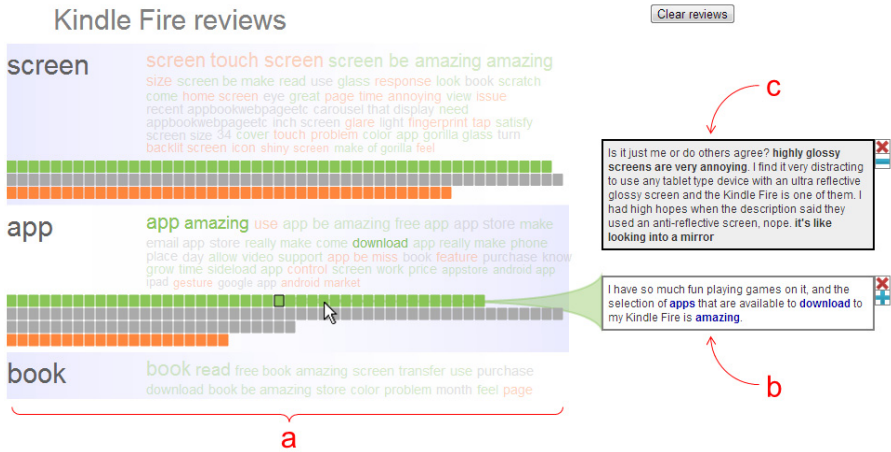 Kindle Fire reviews
Clear reviews
screen
screen touch screen screen be amazing amazing
size screen be make read use glass response look book scratch
come home screen eye great page time annoying view issue
recent appbookwebpageetc carousel that display need
appbookwebpageetc inch screen glare light fingerprint tap satisfy
screen size 34 cover touch problem color app gorilla glass turn
backlit screen icon shiny screen make of gorilla feel
app
app amazing use app be amazing free app app store make
email app store really make come download app really make phone
place day allow video support app be miss book feature purchase know
grow time sideload app control screen work price appstore android app
ipad gesture google app android market
book
book read free book amazing screen transfer use purchase
download book be amazing store color problem month feel page
a
c
Is it just me or do others agree? highly glossy
screens are very annoying. I find it very distracting
to use any tablet type device with an ultra reflective
glossy screen and the Kindle Fire is one of them. I
had high hopes when the description said they
used an anti-reflective screen, nope. it's like
looking into a mirror
I have so much fun playing games on it, and the
selection of apps that are available to download to
my Kindle Fire is amazing.
b